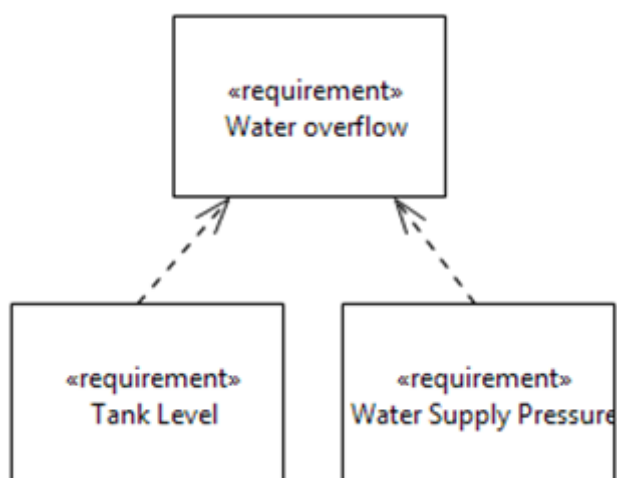 «requirement»
Water overflow
«requirement»
Tank Level
«requirement»
Water Supply Pressure